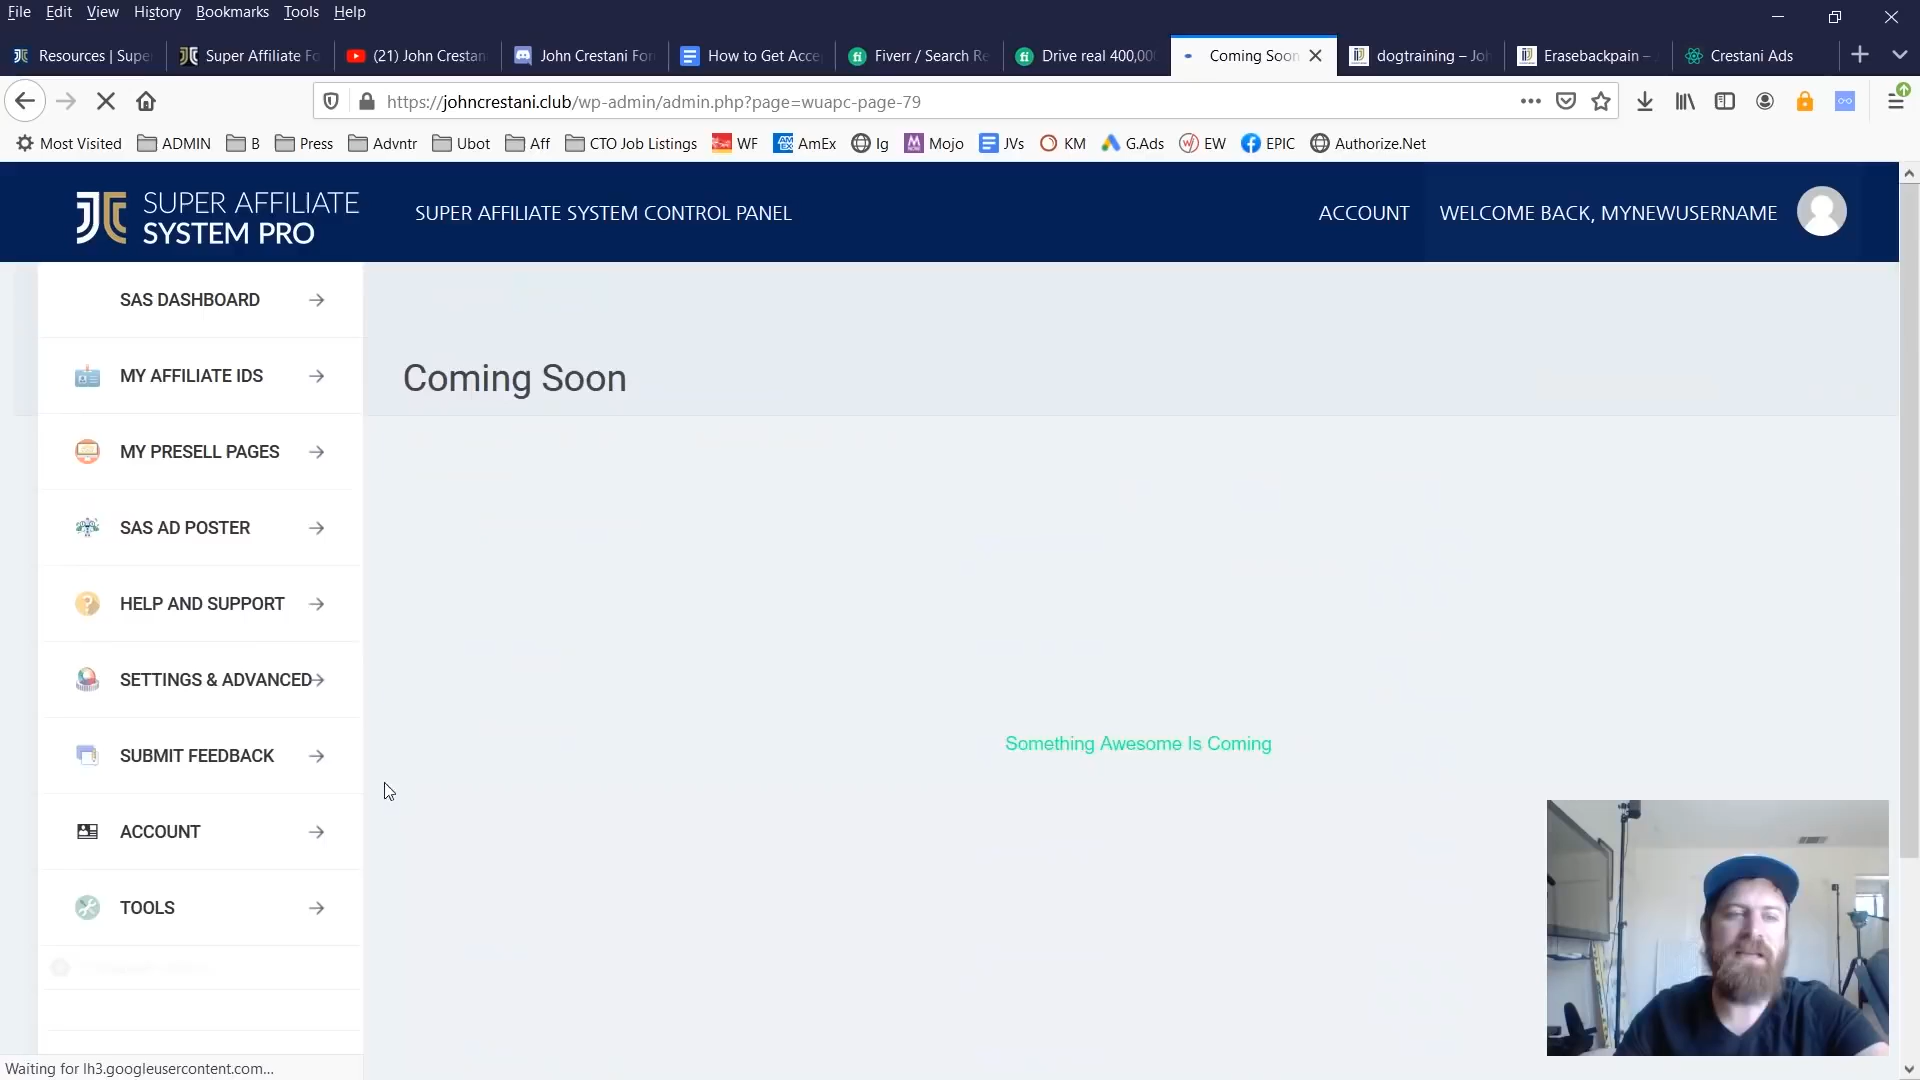 File Edit View History Bookmarks Tools Help
Resources | Supe
Super Affiliate Fo
(21) John Crestan
John Crestani For
How to Get Acce
Fiverr / Search Re
Drive real 400,000
Coming Soon
dogtraining – Joh
Erasebackpain –
Crestani Ads
https://johncrestani.club/wp-admin/admin.php?page=wuapc-page-79
Most Visited ADMIN B Press Advntr Ubot Aff CTO Job Listings WF AmEx Ig Mojo JVs KM G.Ads EW EPIC Authorize.Net
SUPER AFFILIATE
SYSTEM PRO
SUPER AFFILIATE SYSTEM CONTROL PANEL
ACCOUNT
WELCOME BACK, MYNEWUSERNAME
SAS DASHBOARD
MY AFFILIATE IDS
MY PRESELL PAGES
SAS AD POSTER
HELP AND SUPPORT
SETTINGS & ADVANCED
SUBMIT FEEDBACK
ACCOUNT
TOOLS
Coming Soon
Something Awesome Is Coming
Waiting for lh3.googleusercontent.com...